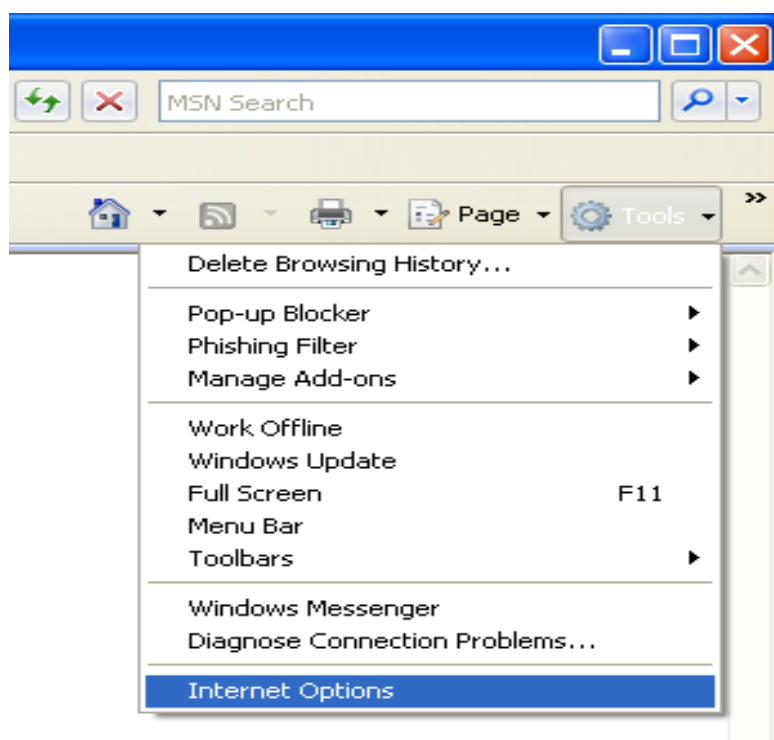 MSN Search
Page Tools »
Delete Browsing History...
Pop-up Blocker
Phishing Filter
Manage Add-ons
Work Offline
Windows Update
Full Screen F11
Menu Bar
Toolbars
Windows Messenger
Diagnose Connection Problems...
Internet Options